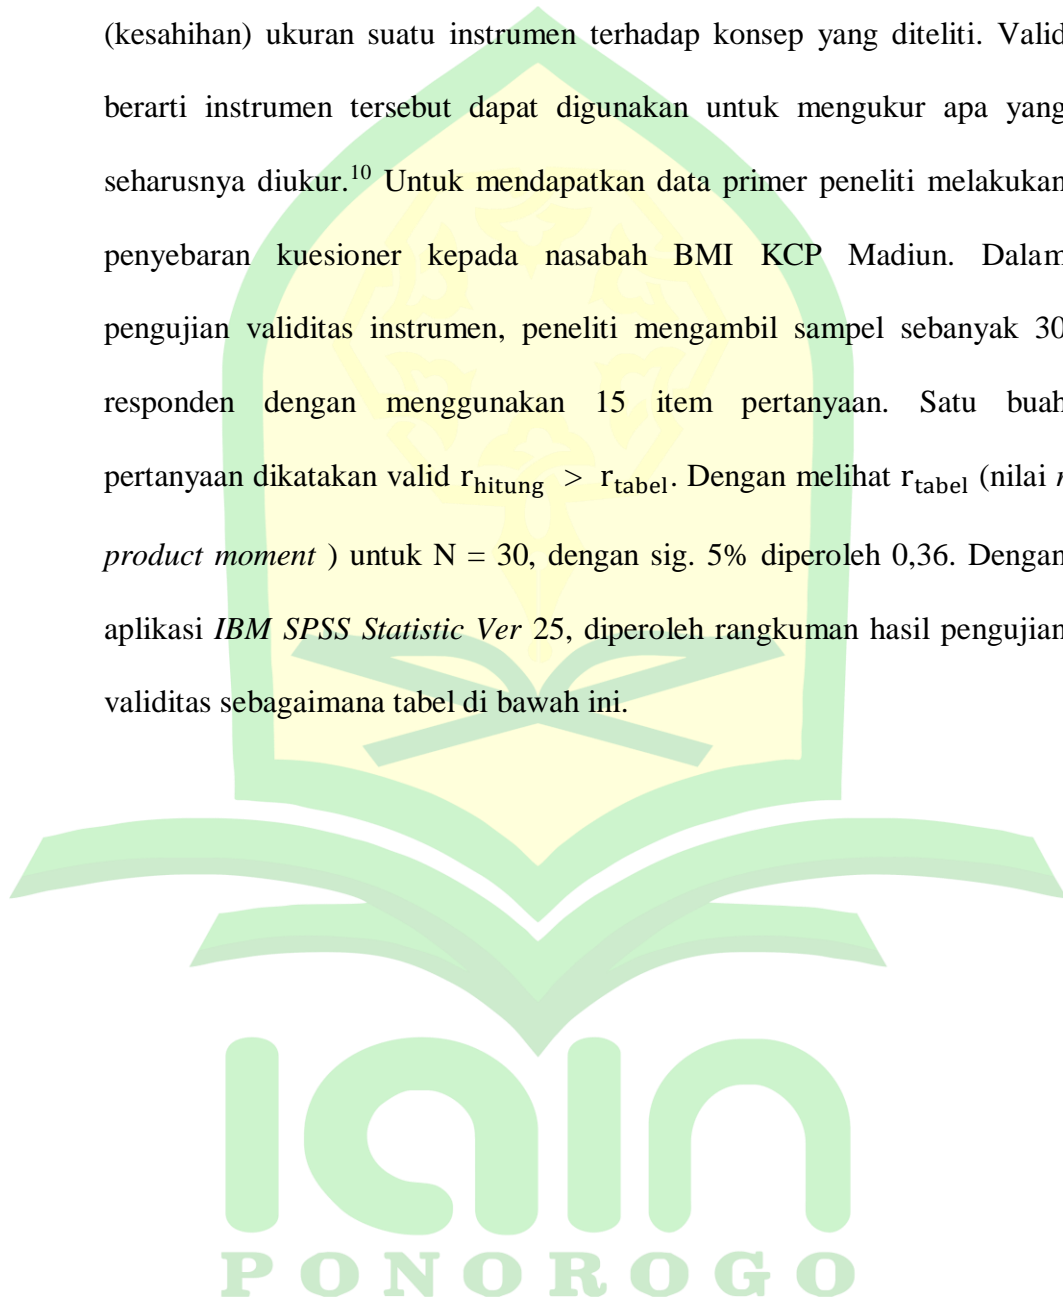 (kesahihan) ukuran suatu instrumen terhadap konsep yang diteliti. Valid
berarti instrumen tersebut dapat digunakan untuk mengukur apa yang
seharusnya diukur.10 Untuk mendapatkan data primer peneliti melakukan
penyebaran kuesioner kepada nasabah BMI KCP Madiun. Dalam
pengujian validitas instrumen, peneliti mengambil sampel sebanyak 30
responden dengan menggunakan 15 item pertanyaan. Satu buah
pertanyaan dikatakan valid rhitung > rtabel. Dengan melihat rtabel (nilai r
product moment ) untuk N = 30, dengan sig. 5% diperoleh 0,36. Dengan
aplikasi IBM SPSS Statistic Ver 25, diperoleh rangkuman hasil pengujian
validitas sebagaimana tabel di bawah ini.
IAIN
PONOROGO